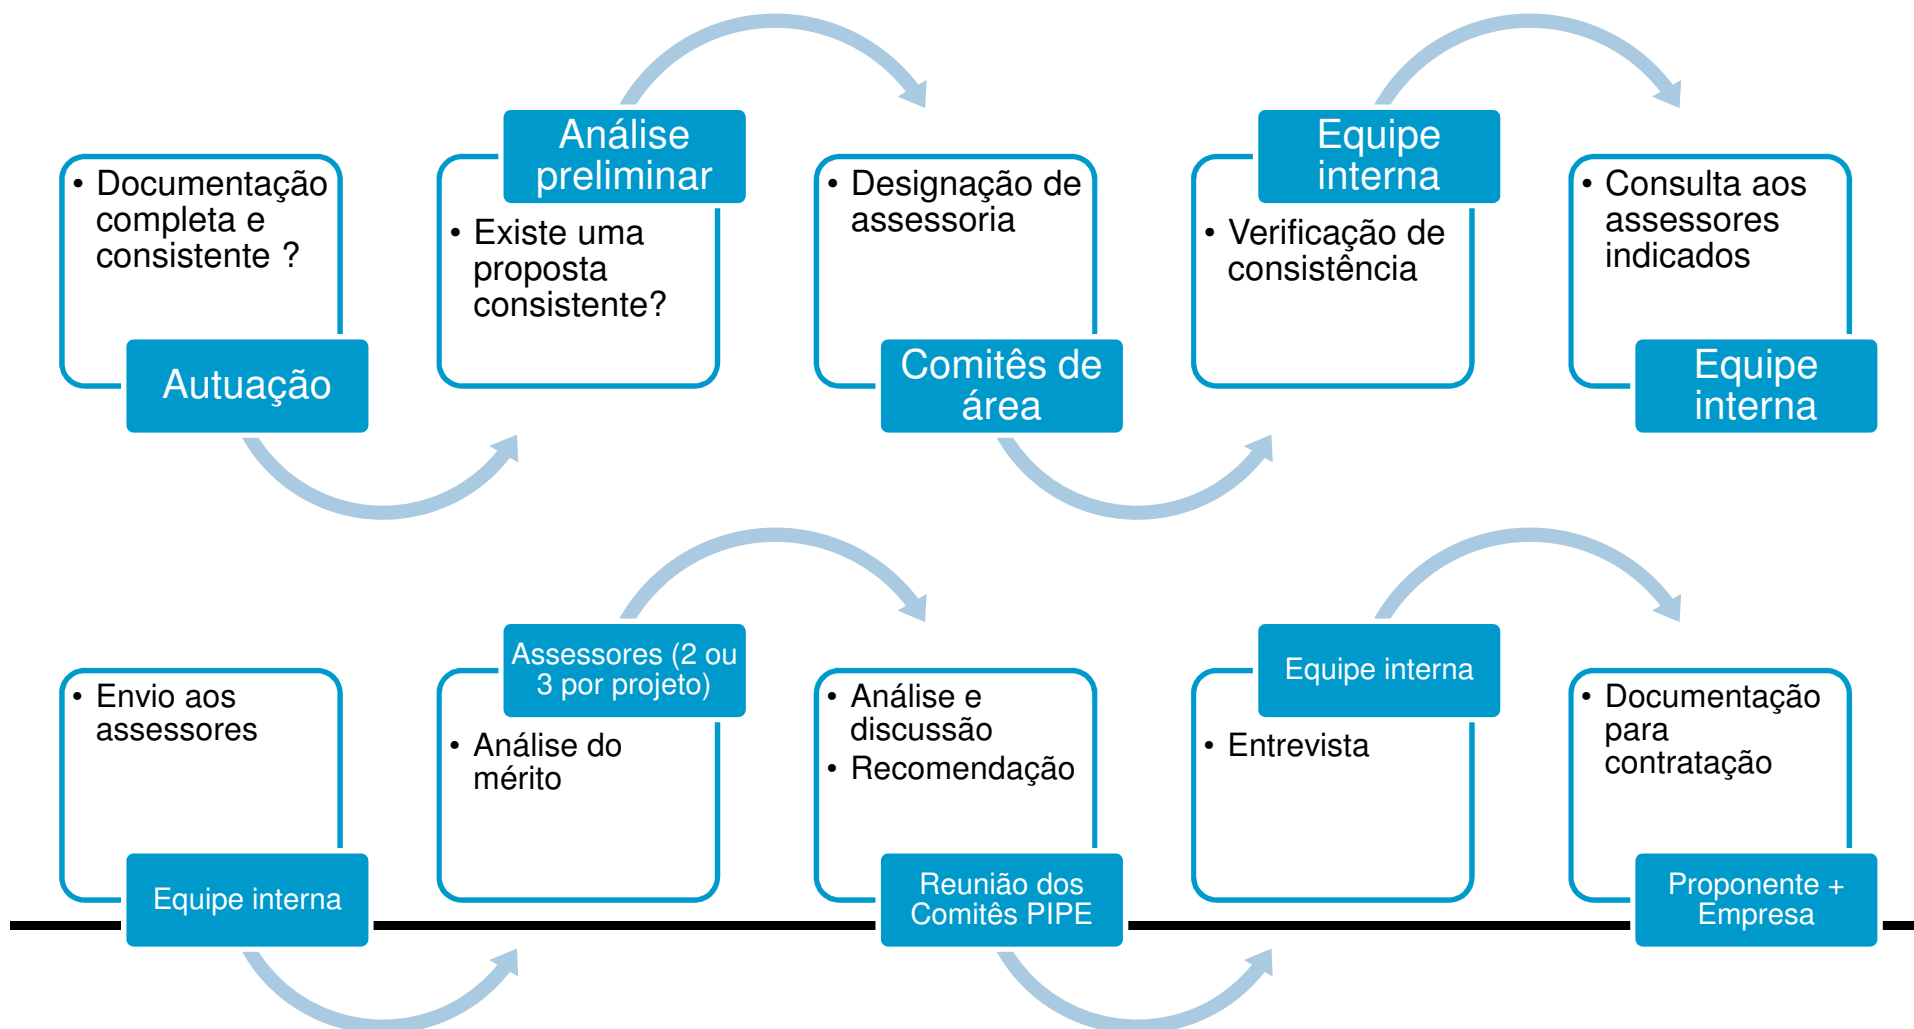 • Documentação
completa e
consistente ?
Autuação
Análise
preliminar
• Existe uma
proposta
consistente?
• Designação de
assessoria
Comitês de
área
Equipe
interna
• Verificação de
consistência
• Consulta aos
assessores
indicados
Equipe
interna
• Envio aos
assessores
Equipe interna
Assessores (2 ou
3 por projeto)
• Análise do
mérito
• Análise e
discussão
• Recomendação
Reunião dos
Comitês PIPE
Equipe interna
• Entrevista
• Documentação
para
contratação
Proponente +
Empresa